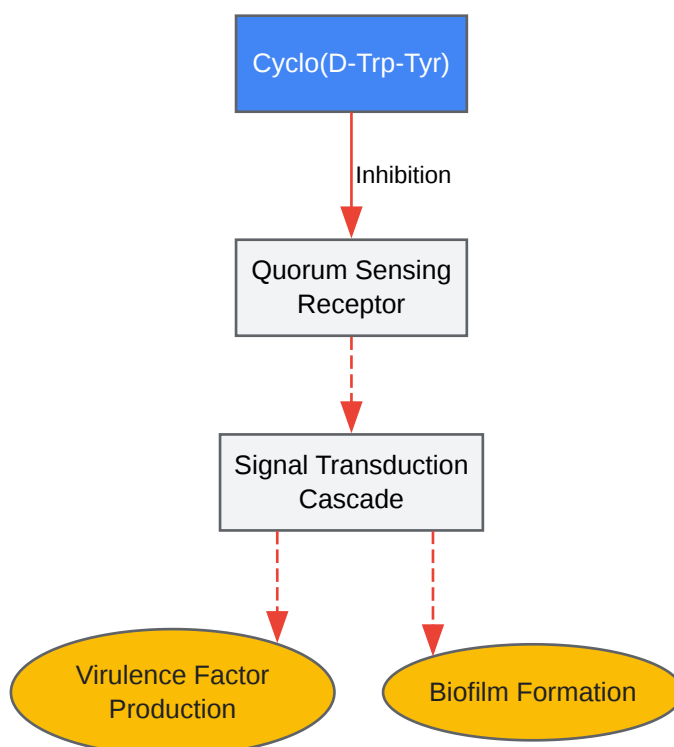 Cyclo(D-Trp-Tyr)
Inhibition
Quorum Sensing
Receptor
Signal Transduction
Cascade
Virulence Factor
Production
Biofilm Formation